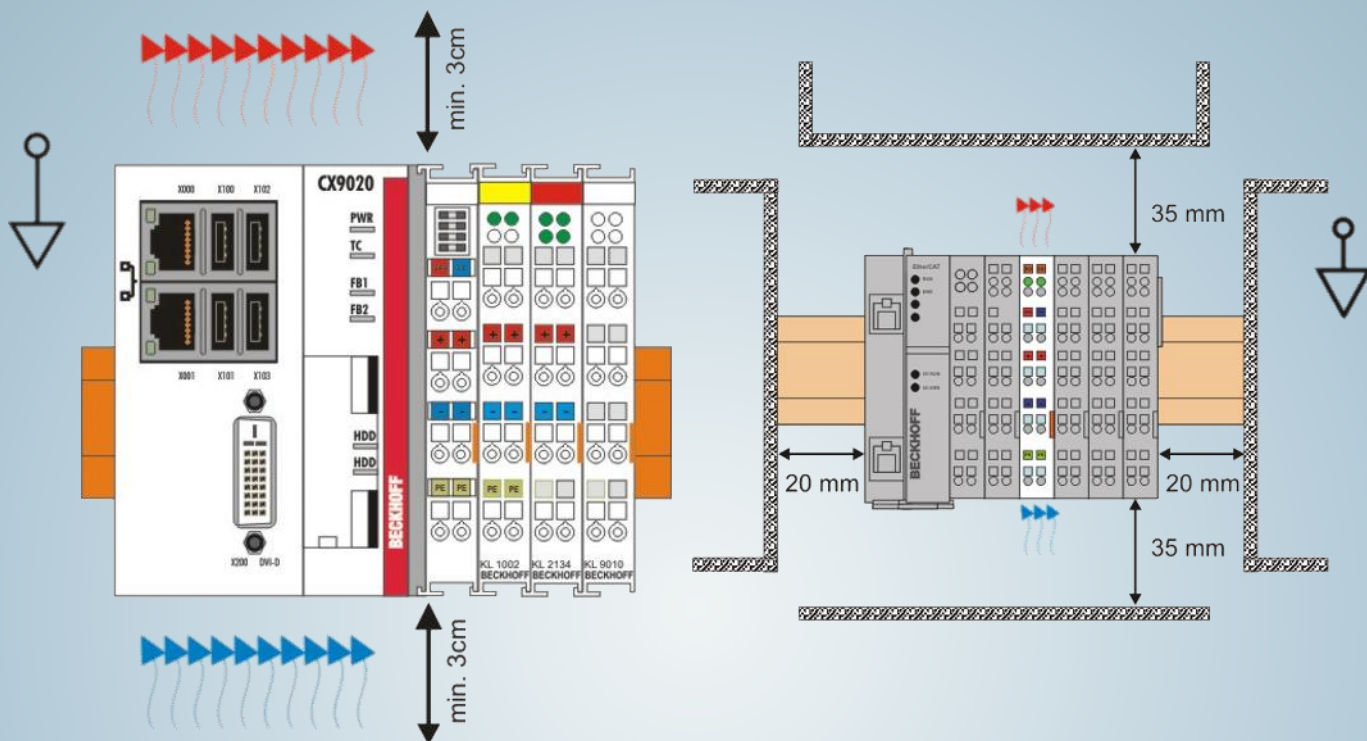 min. 3cm
X000 X100 X102
CX9020
PWR
TC
FB1
FB2
X001 X101 X103
HDD
HDD
BECKHOFF
X200 DVI-D
+ +
+ +
+ +
- -
- -
- -
PE PE
PE PE
KL 1002
BECKHOFF
KL 2134
BECKHOFF
KL 9010
BECKHOFF
min. 3cm
35 mm
EtherCAT
RUN
BECKHOFF
20 mm
20 mm
35 mm